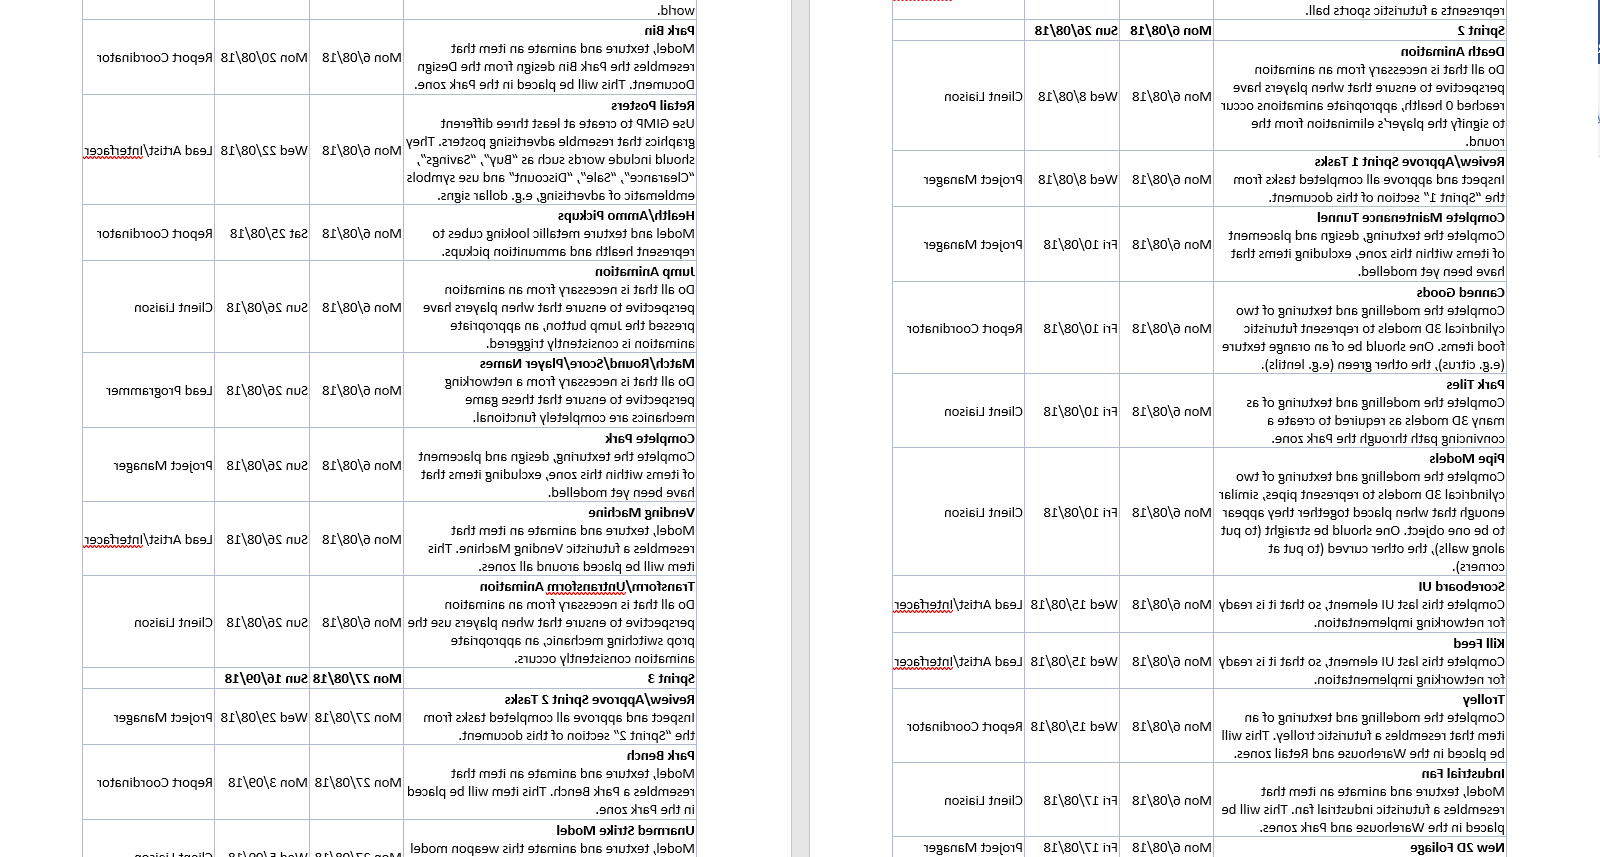 represents a futuristic sports ball.
Sprint 2
Mon 6/08/18
Sun 26/08/18
Death Animation
Do all that is necessary from an animation
perspective to ensure that when players have
reached 0 health, appropriate animations occur
to signify the player's elimination from the
round.
Mon 6/08/18
Wed 8/08/18
Client Liaison
Review/Approve Sprint 1 Tasks
Inspect and approve all completed tasks from
the "Sprint 1" section of this document.
Mon 6/08/18
Wed 8/08/18
Project Manager
Complete Maintenance Tunnel
Complete the texturing, design and placement
of items within this zone, excluding items that
have been yet modelled.
Mon 6/08/18
Fri 10/08/18
Project Manager
Canned Goods
Complete the modelling and texturing of two
cylindrical 3D models to represent futuristic
food items. One should be of an orange texture
(e.g. citrus), the other green (e.g. lentils).
Mon 6/08/18
Fri 10/08/18
Report Coordinator
Park Tiles
Complete the modelling and texturing of as
many 3D models as required to create a
convincing path through the Park zone.
Mon 6/08/18
Fri 10/08/18
Client Liaison
Pipe Models
Complete the modelling and texturing of two
cylindrical 3D models to represent pipes, similar
enough that when placed together they appear
to be one object. One should be straight (to put
along walls), the other curved (to put at
corners).
Mon 6/08/18
Fri 10/08/18
Client Liaison
Scoreboard UI
Complete this last UI element, so that it is ready
for networking implementation.
Mon 6/08/18
Wed 15/08/18
Lead Artist/Interfacer
Kill Feed
Complete this last UI element, so that it is ready
for networking implementation.
Mon 6/08/18
Wed 15/08/18
Lead Artist/Interfacer
Trolley
Complete the modelling and texturing of an
item that resembles a futuristic trolley. This will
be placed in the Warehouse and Retail zones.
Mon 6/08/18
Wed 15/08/18
Report Coordinator
Industrial Fan
Model, texture and animate an item that
resembles a futuristic industrial fan. This will be
placed in the Warehouse and Park zones.
Mon 6/08/18
Fri 17/08/18
Client Liaison
New 2D Foliage
Mon 6/08/18
Fri 17/08/18
Project Manager
world.
Park Bin
Model, texture and animate an item that
resembles the Park Bin design from the Design
Document. This will be placed in the Park zone.
Mon 6/08/18
Mon 20/08/18
Report Coordinator
Retail Posters
Use GIMP to create at least three different
graphics that resemble advertising posters. They
should include words such as "Buy", "Savings",
"Clearance", "Sale", "Discount" and use symbols
emblematic of advertising, e.g. dollar signs.
Mon 6/08/18
Wed 22/08/18
Lead Artist/Interfacer
Health/Ammo Pickups
Model and texture metallic looking cubes to
represent health and ammunition pickups.
Mon 6/08/18
Sat 25/08/18
Report Coordinator
Jump Animation
Do all that is necessary from an animation
perspective to ensure that when players have
pressed the Jump button, an appropriate
animation is consistently triggered.
Mon 6/08/18
Sun 26/08/18
Client Liaison
Match/Round/Score/Player Names
Do all that is necessary from a networking
perspective to ensure that these game
mechanics are completely functional.
Mon 6/08/18
Sun 26/08/18
Lead Programmer
Complete Park
Complete the texturing, design and placement
of items within this zone, excluding items that
have been yet modelled.
Mon 6/08/18
Sun 26/08/18
Project Manager
Vending Machine
Model, texture and animate an item that
resembles a futuristic Vending Machine. This
item will be placed around all zones.
Mon 6/08/18
Sun 26/08/18
Lead Artist/Interfacer
Transform/Untransform Animation
Do all that is necessary from an animation
perspective to ensure that when players use the
prop switching mechanic, an appropriate
animation consistently occurs.
Mon 6/08/18
Sun 26/08/18
Client Liaison
Sprint 3
Mon 27/08/18
Sun 16/09/18
Review/Approve Sprint 2 Tasks
Inspect and approve all completed tasks from
the "Sprint 2" section of this document.
Mon 27/08/18
Wed 29/08/18
Project Manager
Park Bench
Model, texture and animate an item that
resembles a Park Bench. This item will be placed
in the Park zone.
Mon 27/08/18
Mon 3/09/18
Report Coordinator
Unarmed Strike Model
Model, texture and animate this weapon model
Mon 27/08/18
Wed 5/09/18
Client Liaison